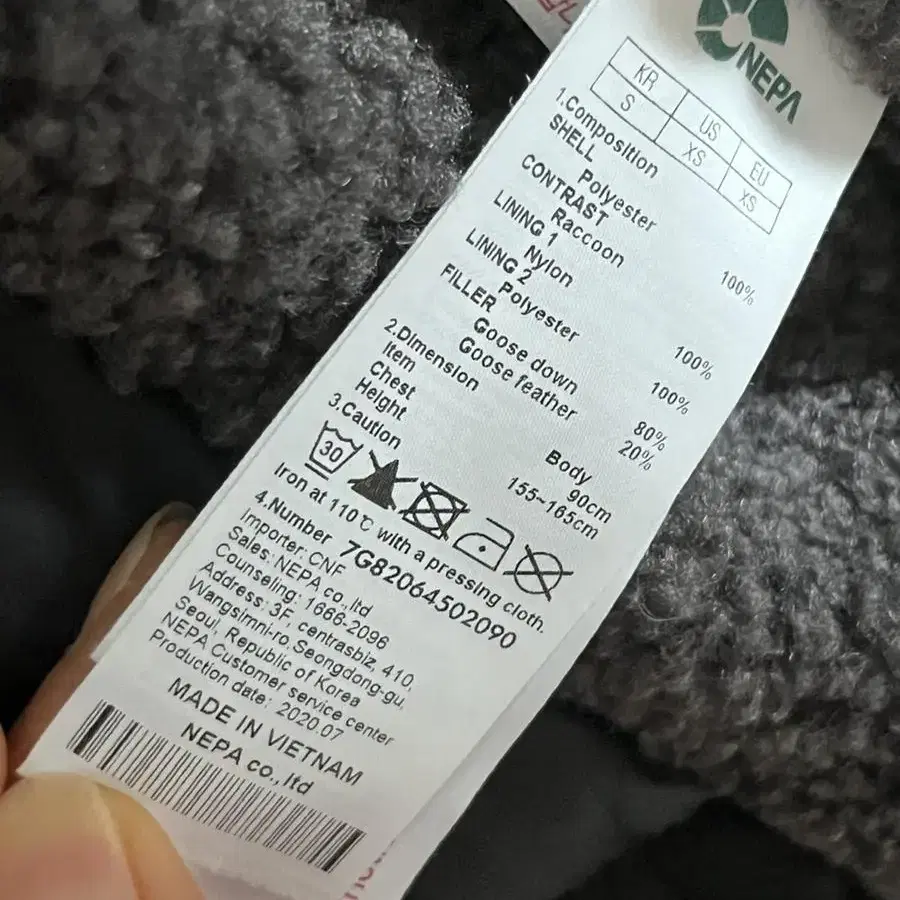 NEPA
KR US EU
S XS XS
1.Composition
SHELL
Polyester 100%
CONTRAST
Raccoon
LINING 1
Nylon 100%
LINING 2
Polyester 100%
FILLER
Goose down 80%
Goose feather 20%
2.Dimension
Item Body
Chest 90cm
Height 155~165cm
3.Caution
30
Iron at 110℃ with a pressing cloth.
4.Number 7G82064502090
Importer: CNF
Sales: NEPA co.,ltd
Counseling: 1666-2096
Address: 3F, centrasbiz, 410,
Wangsimni-ro, Seongdong-gu,
Seoul, Republic of Korea
NEPA Customer service center
Production date: 2020.07
MADE IN VIETNAM
NEPA co.,ltd